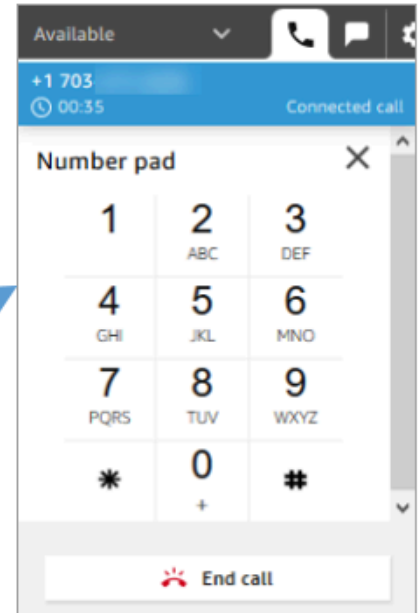 Available
+1 703
00:35 Connected call
Number pad
1 2 3
ABC DEF
4 5 6
GHI JKL MNO
7 8 9
PQRS TUV WXYZ
* 0 #
+
End call